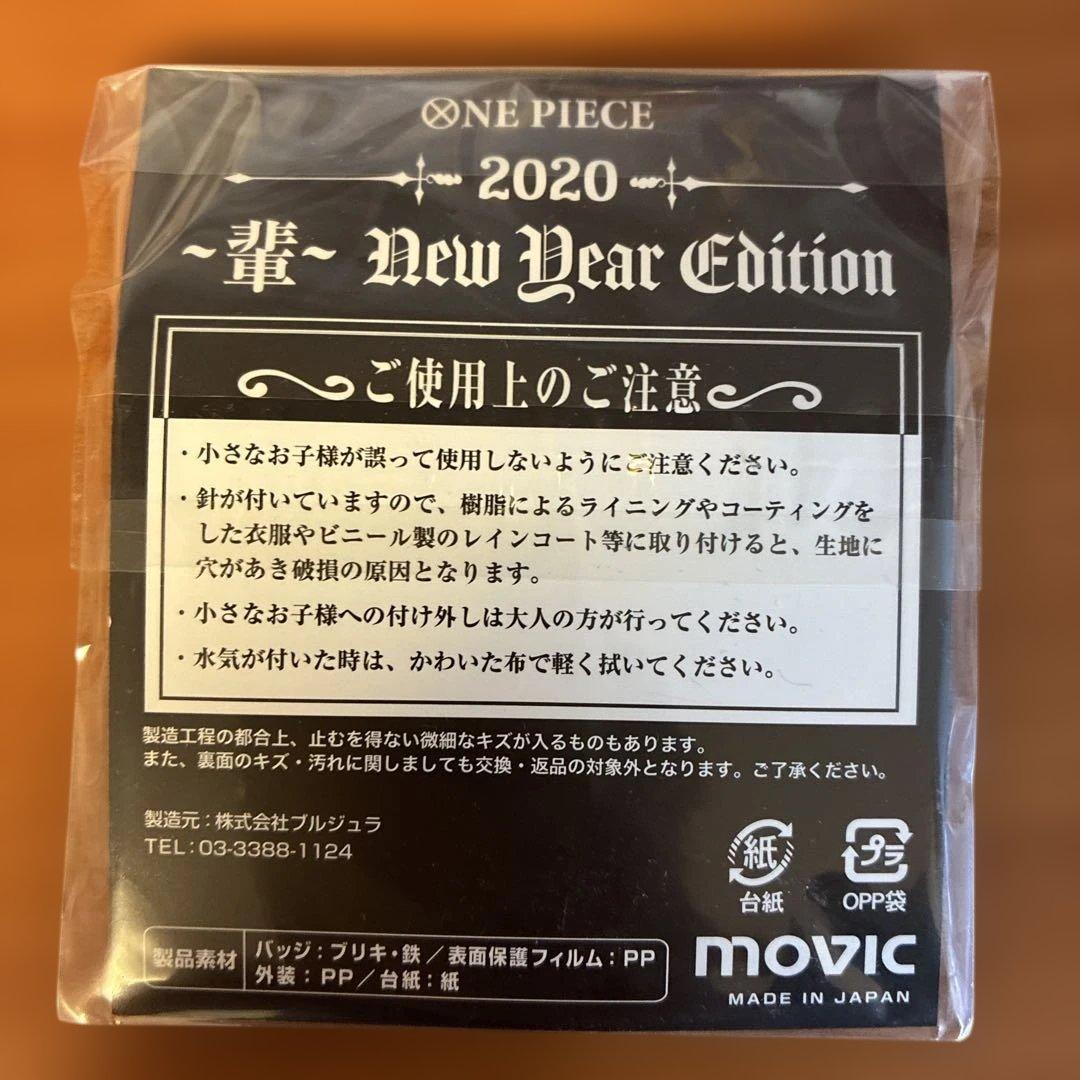 ONE PIECE
2020
~輩~ New Year Edition
ご使用上のご注意
・小さなお子様が誤って使用しないようにご注意ください。
・針が付いていますので、樹脂によるライニングやコーティングを
した衣服やビニール製のレインコート等に取り付けると、生地に
穴があき破損の原因となります。
・小さなお子様への付け外しは大人の方が行ってください。
・水気が付いた時は、かわいた布で軽く拭いてください。
製造工程の都合上、止むを得ない微細なキズが入るものもあります。
また、裏面のキズ・汚れに関しましても交換・返品の対象外となります。ご了承ください。
製造元：株式会社ブルジュラ
TEL：03-3388-1124
紙
台紙
プラ
OPP袋
製品素材
バッジ：ブリキ・鉄／表面保護フィルム：PP
外装：PP／台紙：紙
movic
MADE IN JAPAN